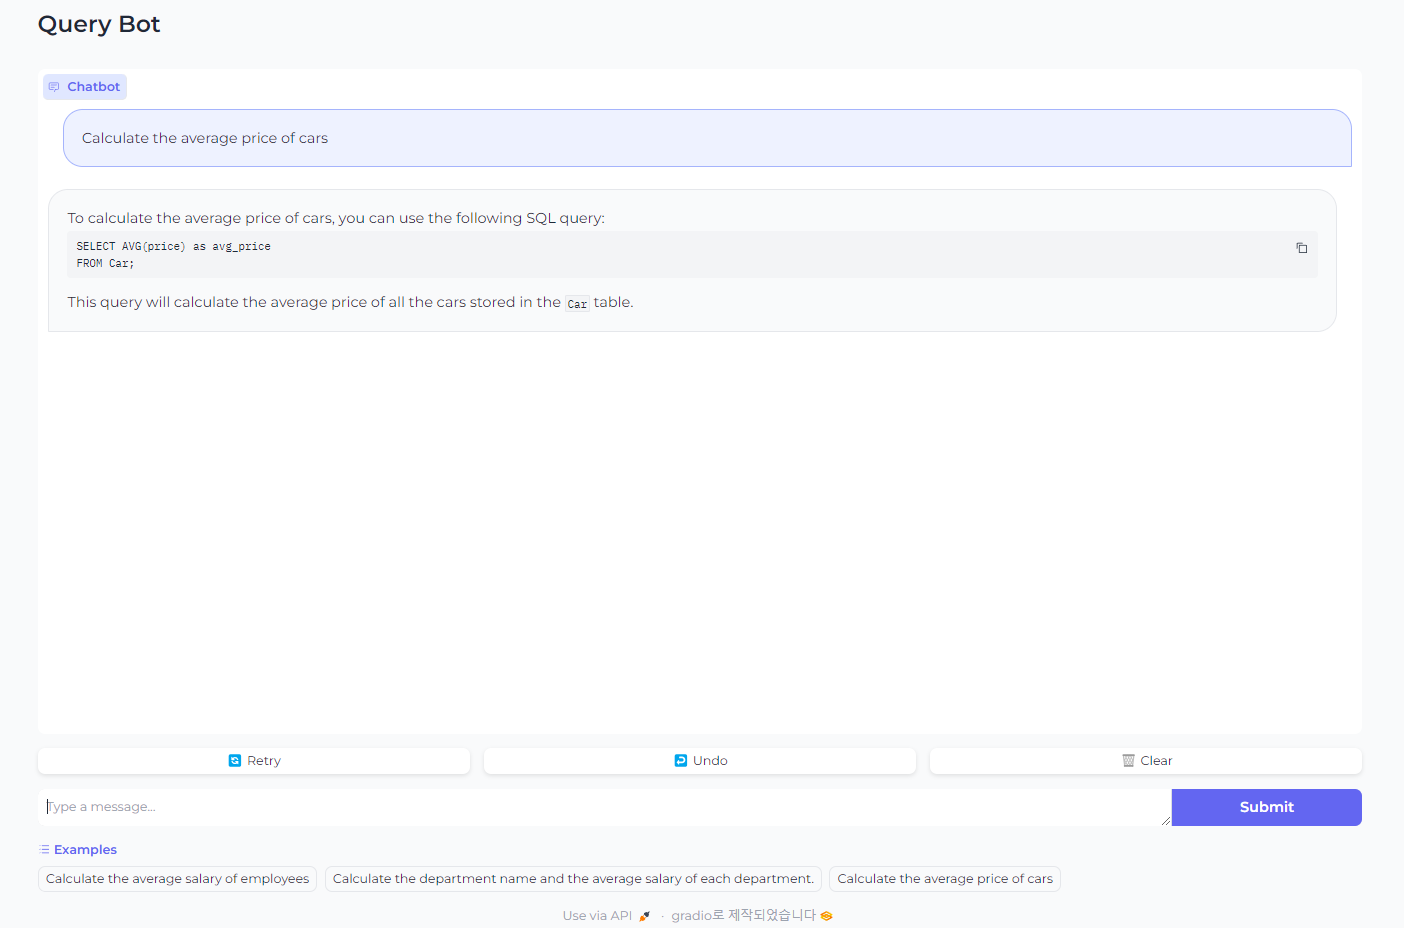 Query Bot
Chatbot
Calculate the average price of cars
To calculate the average price of cars, you can use the following SQL query:
SELECT AVG(price) as avg_price
FROM Car;
This query will calculate the average price of all the cars stored in the Car table.
Retry
Undo
Clear
Type a message...
Submit
Examples
Calculate the average salary of employees
Calculate the department name and the average salary of each department.
Calculate the average price of cars
Use via API · gradio로 제작되었습니다